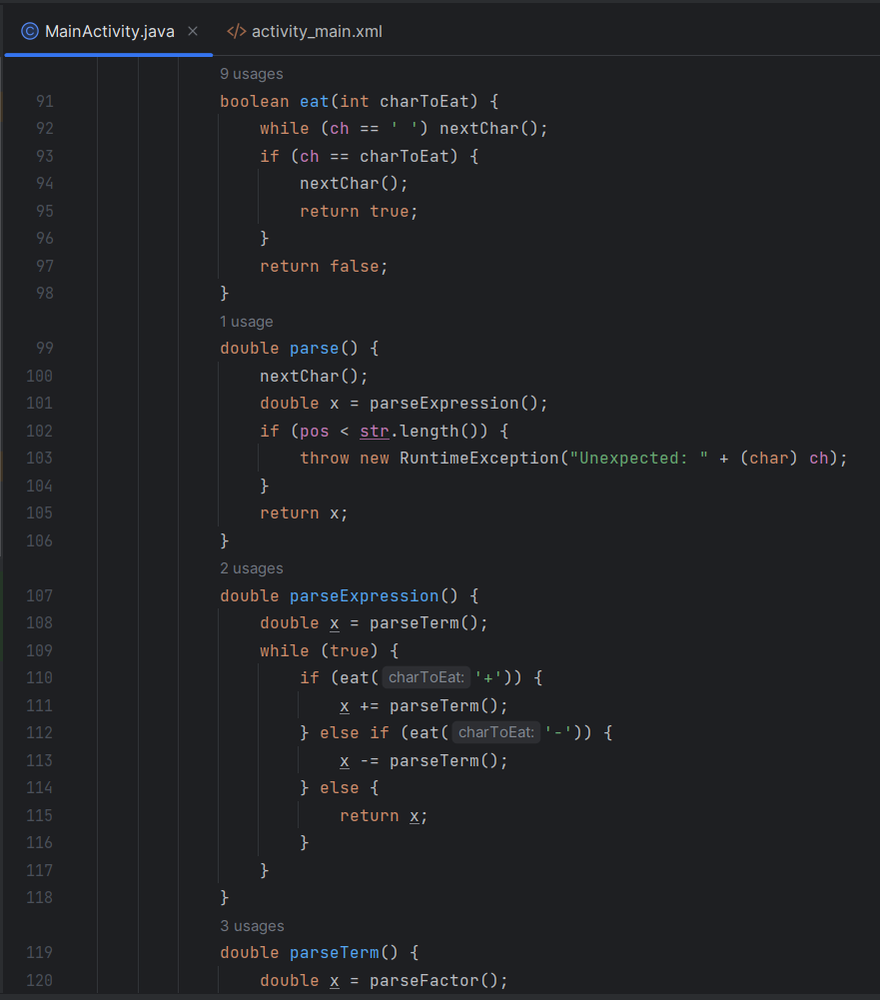 MainActivity.java activity_main.xml
9 usages
91 boolean eat(int charToEat) {
92 while (ch == ' ') nextChar();
93 if (ch == charToEat) {
94 nextChar();
95 return true;
96 }
97 return false;
98 }
1 usage
99 double parse() {
100 nextChar();
101 double x = parseExpression();
102 if (pos < str.length()) {
103 throw new RuntimeException("Unexpected: " + (char) ch);
104 }
105 return x;
106 }
2 usages
107 double parseExpression() {
108 double x = parseTerm();
109 while (true) {
110 if (eat( charToEat: '+')) {
111 x += parseTerm();
112 } else if (eat( charToEat: '-')) {
113 x -= parseTerm();
114 } else {
115 return x;
116 }
117 }
118 }
3 usages
119 double parseTerm() {
120 double x = parseFactor();